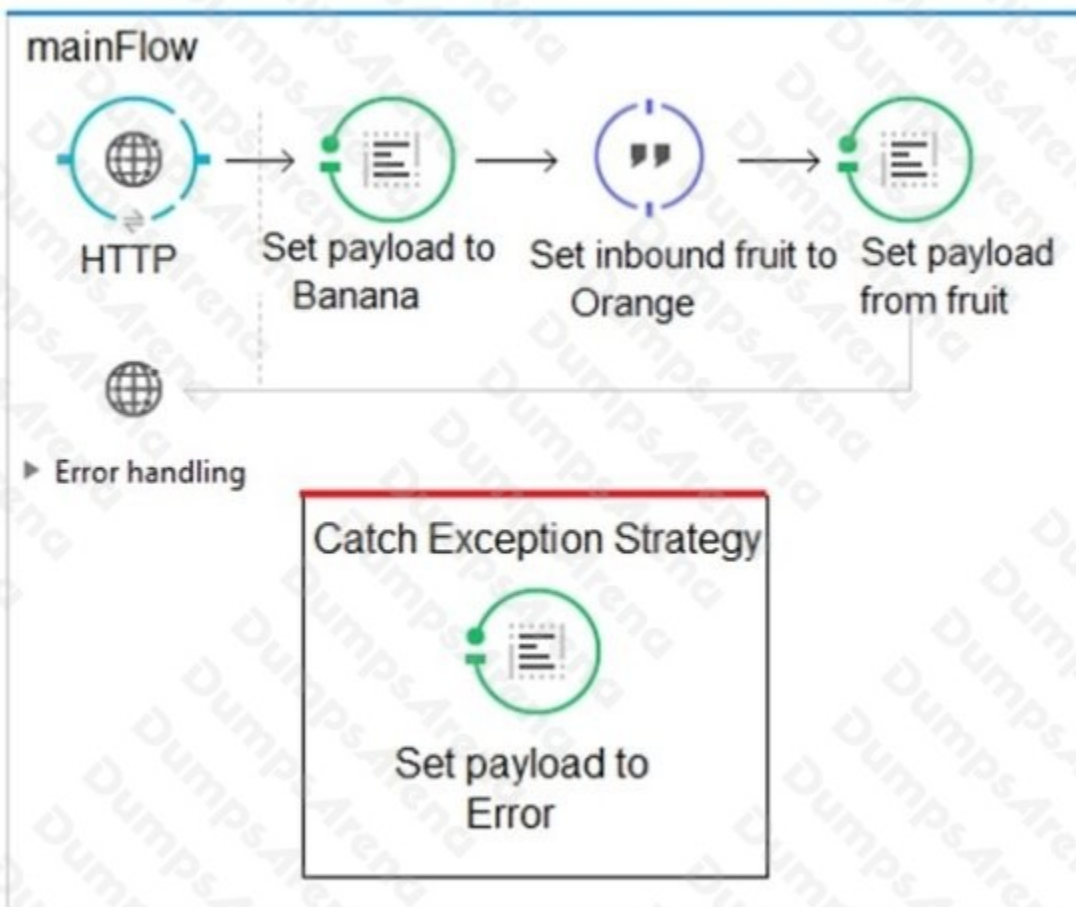 mainFlow
HTTP
Set payload to
Banana
Set inbound fruit to
Orange
Set payload
from fruit
Error handling
Catch Exception Strategy
Set payload to
Error
DumpsArena